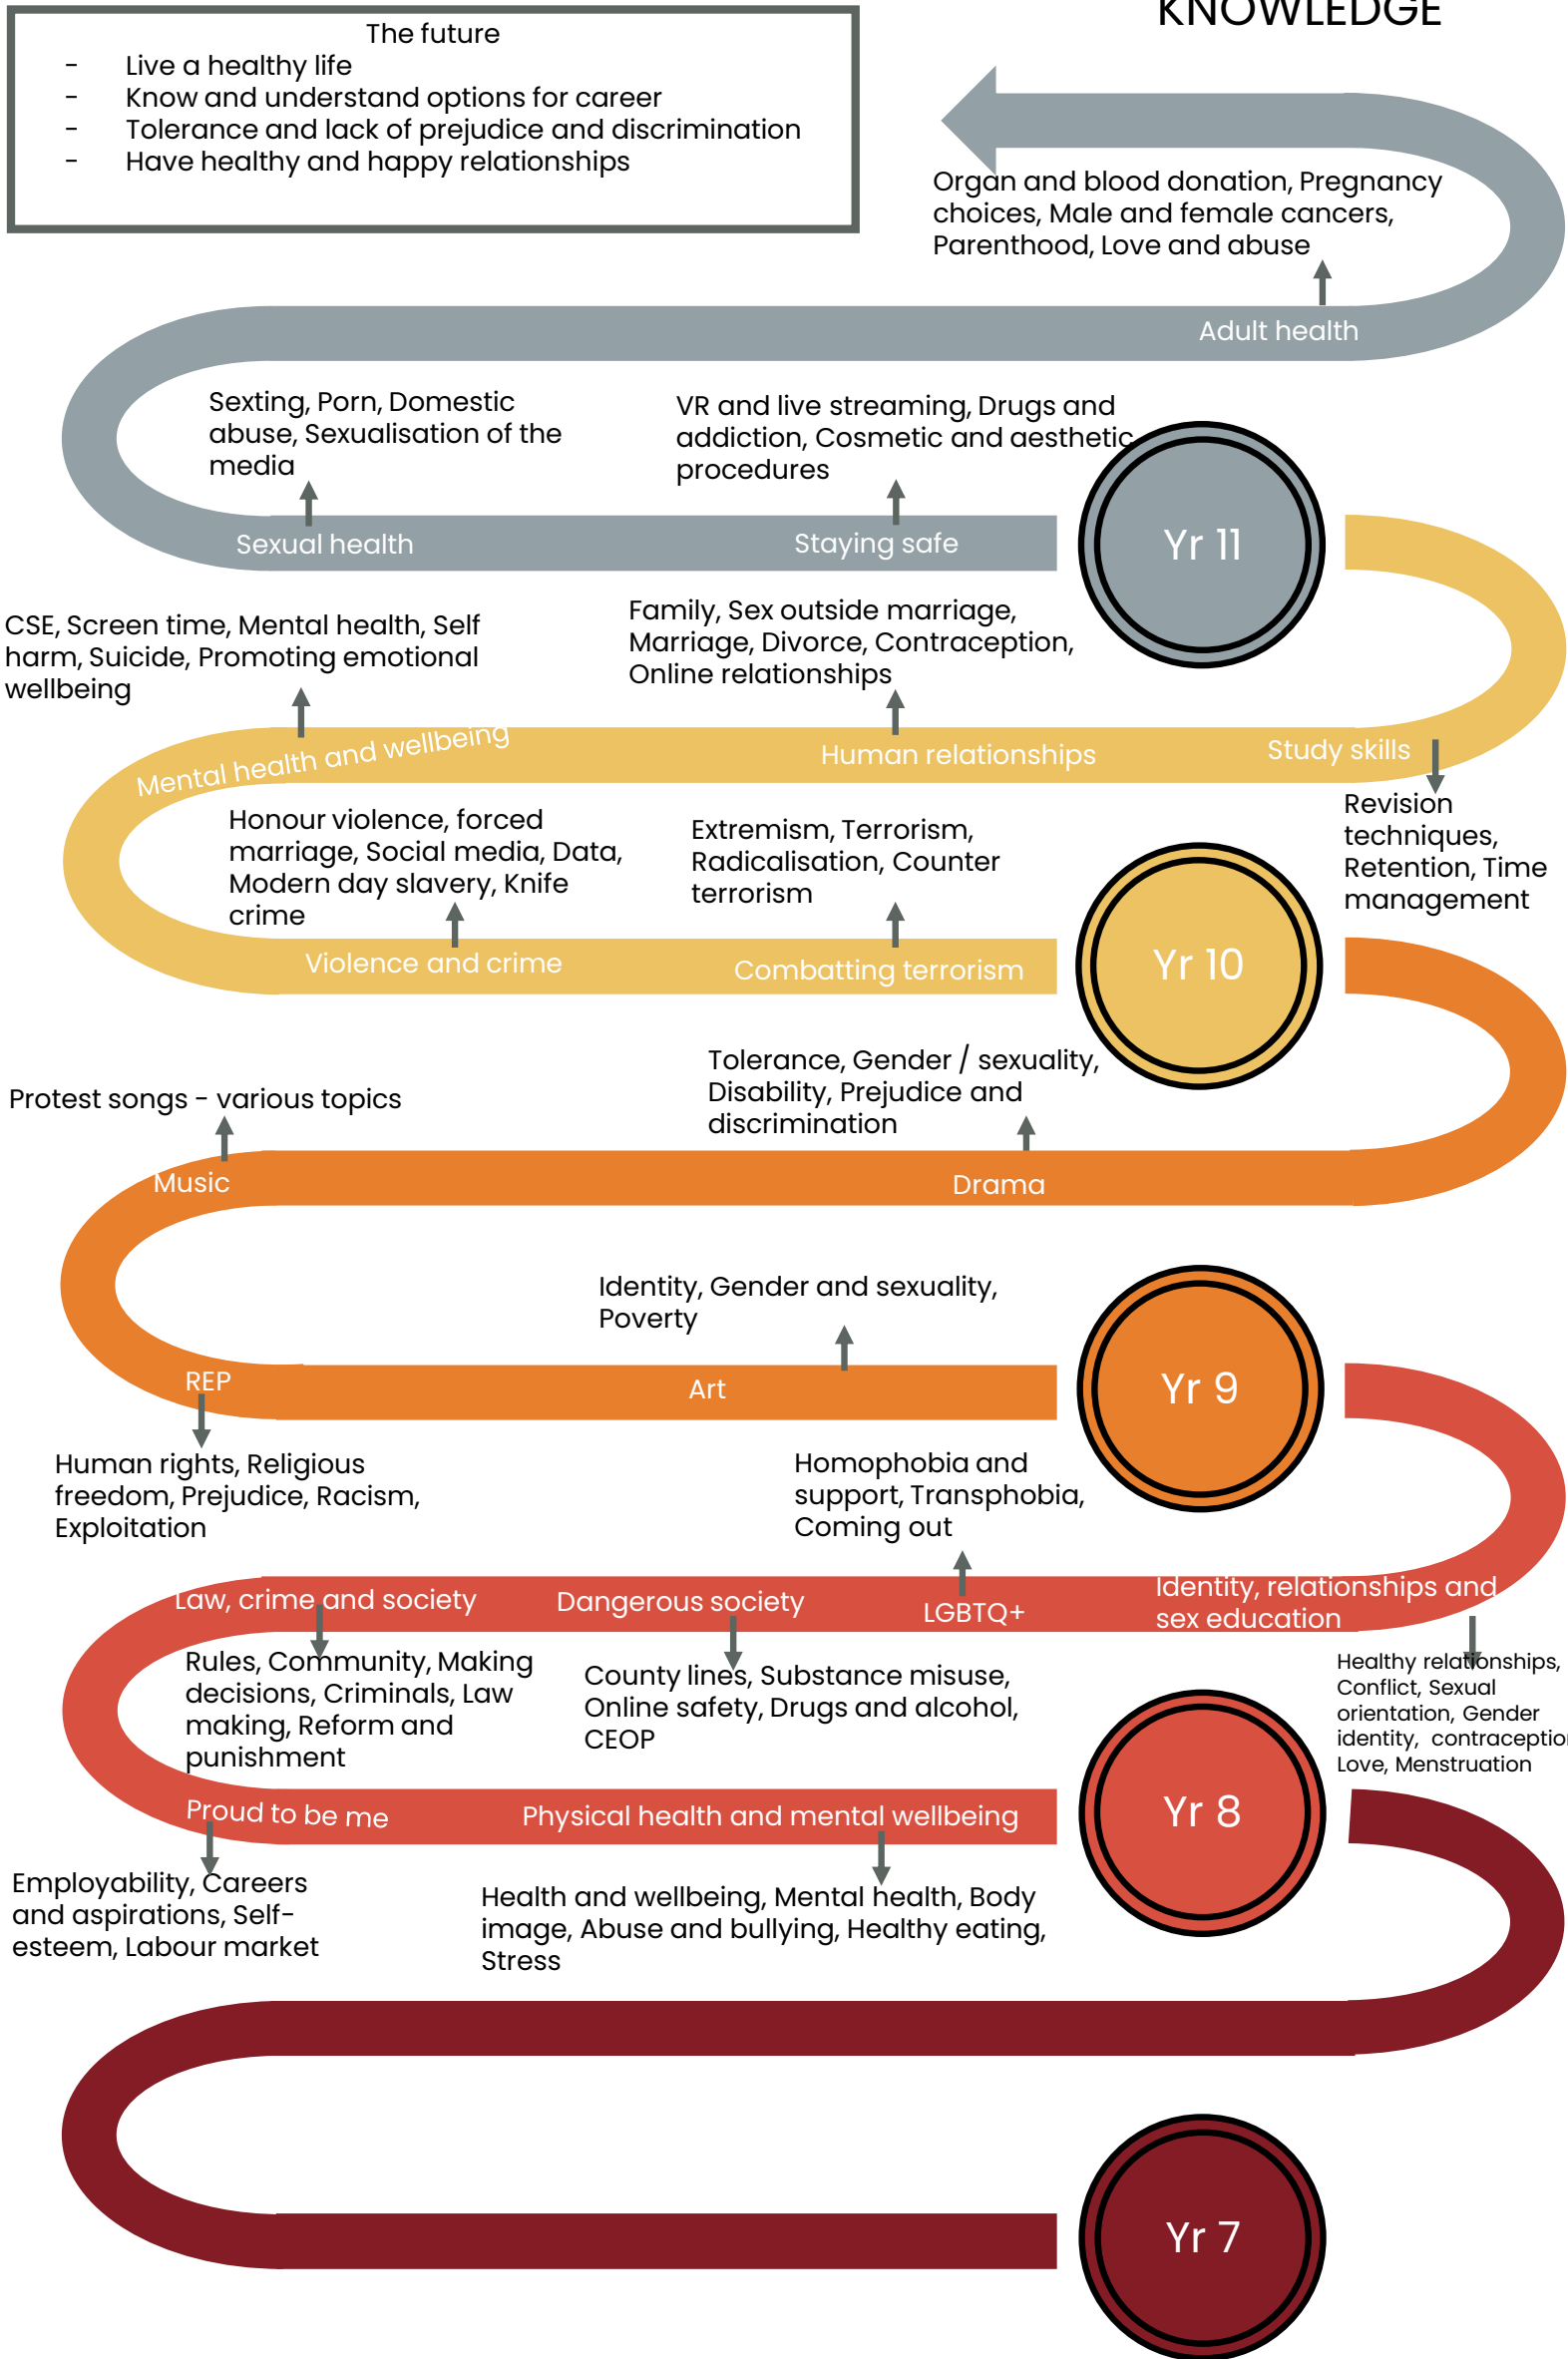 KNOWLEDGE
The future
- Live a healthy life
- Know and understand options for career
- Tolerance and lack of prejudice and discrimination
- Have healthy and happy relationships
Organ and blood donation, Pregnancy
choices, Male and female cancers,
Parenthood, Love and abuse
Adult health
Sexting, Porn, Domestic
abuse, Sexualisation of the
media
VR and live streaming, Drugs and
addiction, Cosmetic and aesthetic
procedures
Sexual health
Staying safe
Yr 11
CSE, Screen time, Mental health, Self
harm, Suicide, Promoting emotional
wellbeing
Family, Sex outside marriage,
Marriage, Divorce, Contraception,
Online relationships
Mental health and wellbeing
Human relationships
Study skills
Revision
techniques,
Retention, Time
management
Honour violence, forced
marriage, Social media, Data,
Modern day slavery, Knife
crime
Extremism, Terrorism,
Radicalisation, Counter
terrorism
Violence and crime
Combatting terrorism
Yr 10
Protest songs - various topics
Tolerance, Gender / sexuality,
Disability, Prejudice and
discrimination
Music
Drama
Identity, Gender and sexuality,
Poverty
REP
Art
Yr 9
Human rights, Religious
freedom, Prejudice, Racism,
Exploitation
Homophobia and
support, Transphobia,
Coming out
Law, crime and society
Dangerous society
LGBTQ+
Identity, relationships and
sex education
Rules, Community, Making
decisions, Criminals, Law
making, Reform and
punishment
County lines, Substance misuse,
Online safety, Drugs and alcohol,
CEOP
Healthy relationships,
Conflict, Sexual
orientation, Gender
identity, contraception
Love, Menstruation
Proud to be me
Physical health and mental wellbeing
Yr 8
Employability, Careers
and aspirations, Self-
esteem, Labour market
Health and wellbeing, Mental health, Body
image, Abuse and bullying, Healthy eating,
Stress
Yr 7